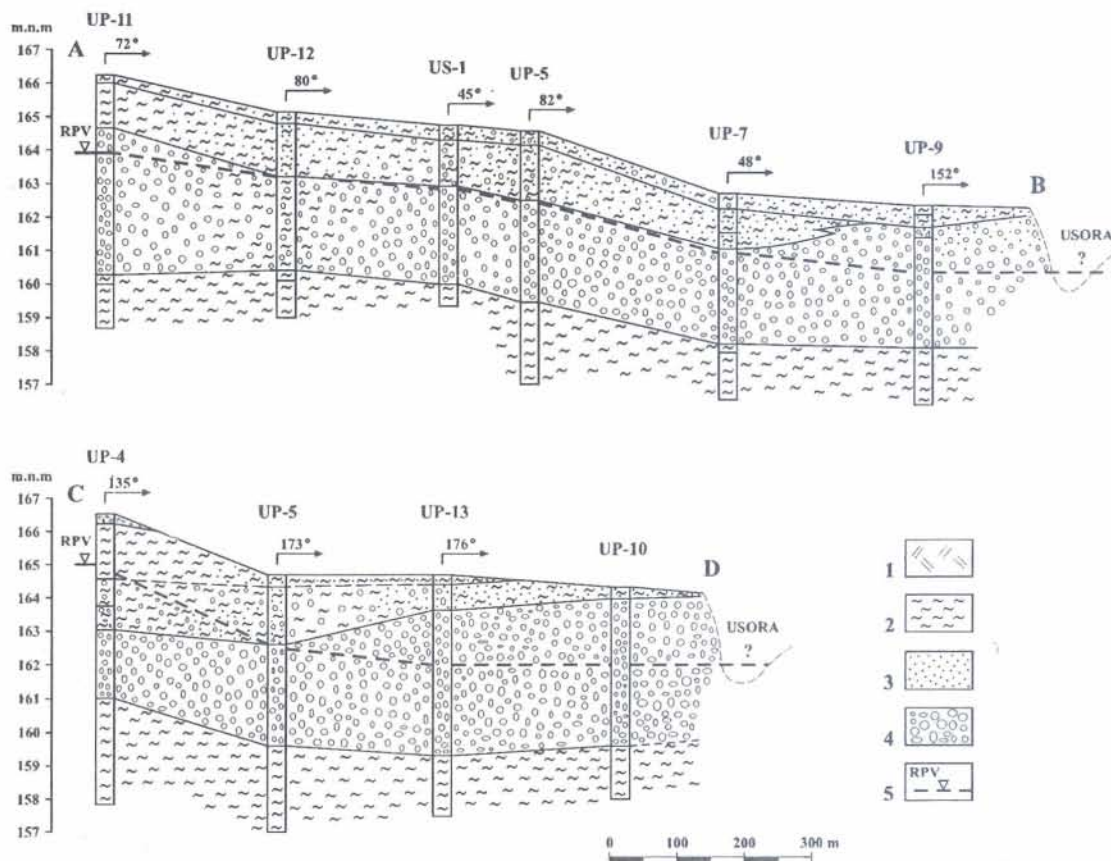 UP-11
m.n.m A 72° UP-12 80° US-1 45° UP-5 82° UP-7 48° UP-9 152° B
167
166
165
164
163
162
161
160
159
158
157
RPV
USORA
?
UP-4
m.n.m C 135° UP-5 173° UP-13 176° UP-10 D
167
166
165
164
163
162
161
160
159
158
157
RPV
USORA
?
1
2
3
4
5 RPV
0 100 200 300 m